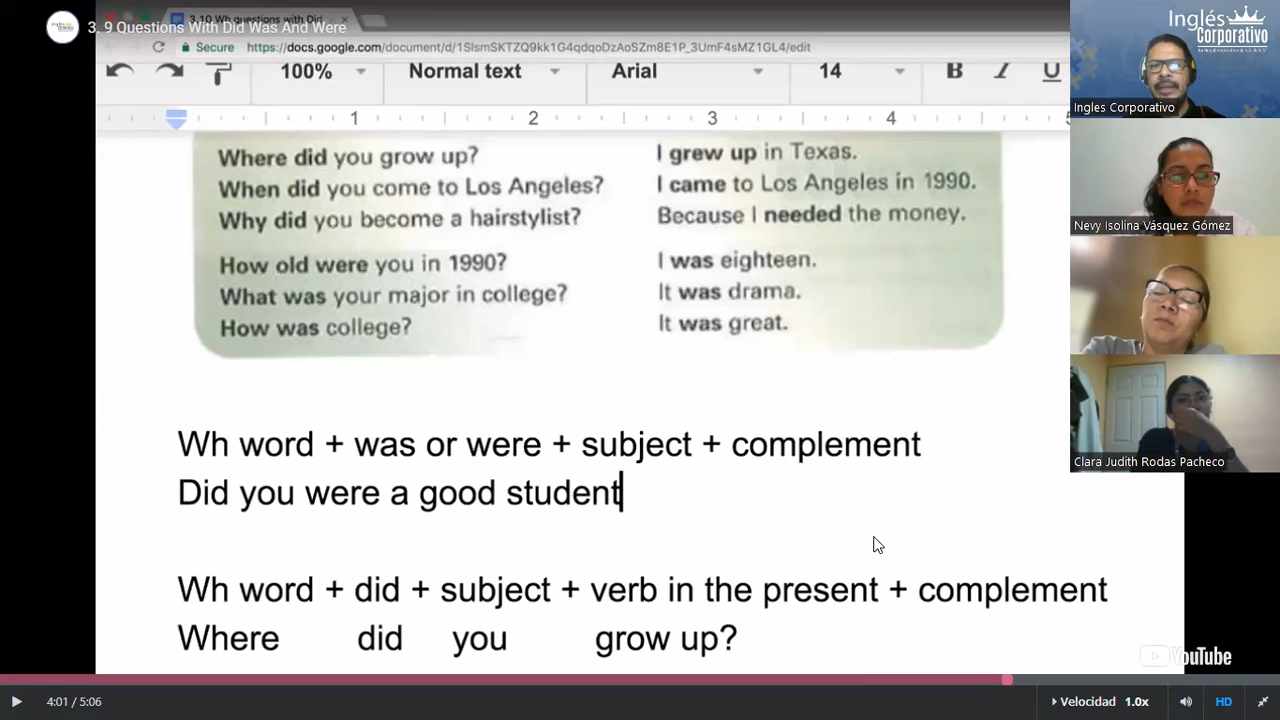 3. 9 Questions With Did Was And Were
3.10 Wh questions with Did
Secure https://docs.google.com/document/d/1SlsmSKTZQ9kk1G4qdqoDzAoSZm8E1P_3UmF4sMZ1GL4/edit
100% Normal text Arial 14 B I U
1 2 3 4
Where did you grow up? I grew up in Texas.
When did you come to Los Angeles? I came to Los Angeles in 1990.
Why did you become a hairstylist? Because I needed the money.
How old were you in 1990? I was eighteen.
What was your major in college? It was drama.
How was college? It was great.
Wh word + was or were + subject + complement
Did you were a good student
Wh word + did + subject + verb in the present + complement
Where did you grow up?
Inglés
Corporativo
Ingles Corporativo
Nevy Isolina Vásquez Gómez
Clara Judith Rodas Pacheco
YouTube
4:01 / 5:06
Velocidad 1.0x
HD